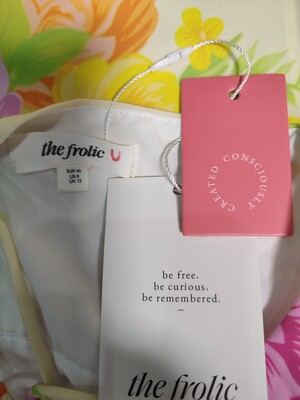 the frolic
EUR 40
US 8
UK 12
CREATED CONSCIOUSLY
be free.
be curious.
be remembered.
the frolic